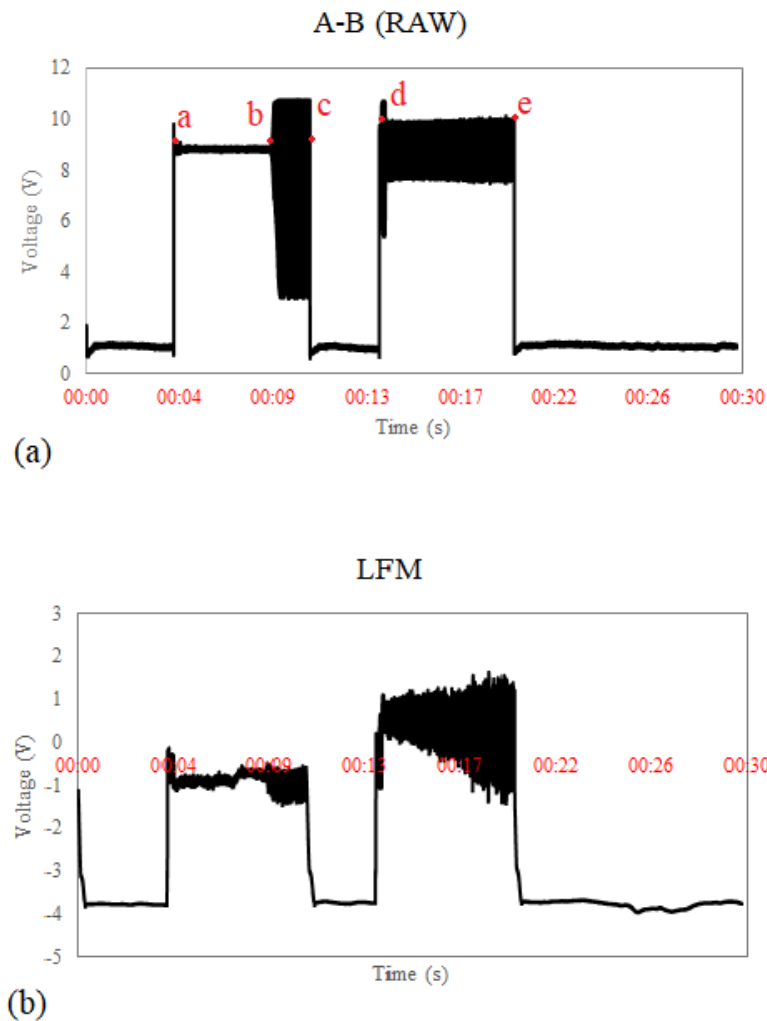 A-B (RAW)
12
10
8
6
4
2
0
Voltage (V)
a
b
c
d
e
00:00 00:04 00:09 00:13 00:17 00:22 00:26 00:30
Time (s)
(a)
LFM
3
2
1
0
-1
-2
-3
-4
-5
Voltage (V)
00:00 00:04 00:09 00:13 00:17 00:22 00:26 00:30
Time (s)
(b)